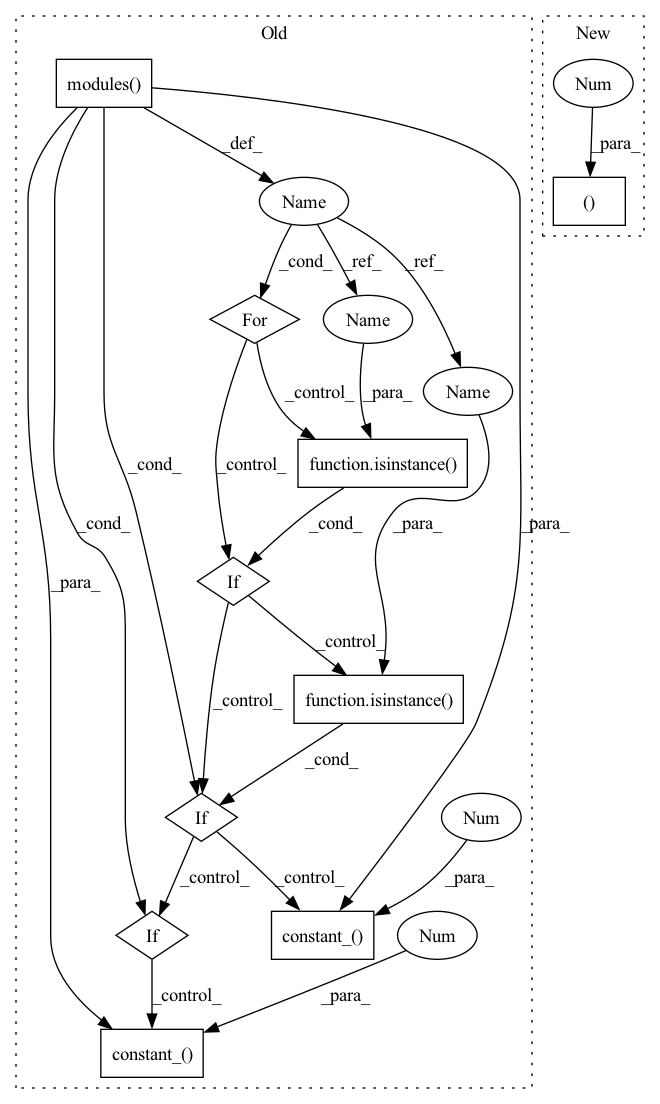 Old
New
modules()
Num
_def_
_para_
Name
()
_cond_
_ref_
_ref_
For
Name
Name
_control_
_para_
_control_
function.isinstance()
_cond_
_cond_
_para_
_para_
_cond_
_para_
If
_control_
_control_
function.isinstance()
_cond_
If
Num
_control_
_control_
_para_
If
constant_()
Num
_control_
_para_
constant_()